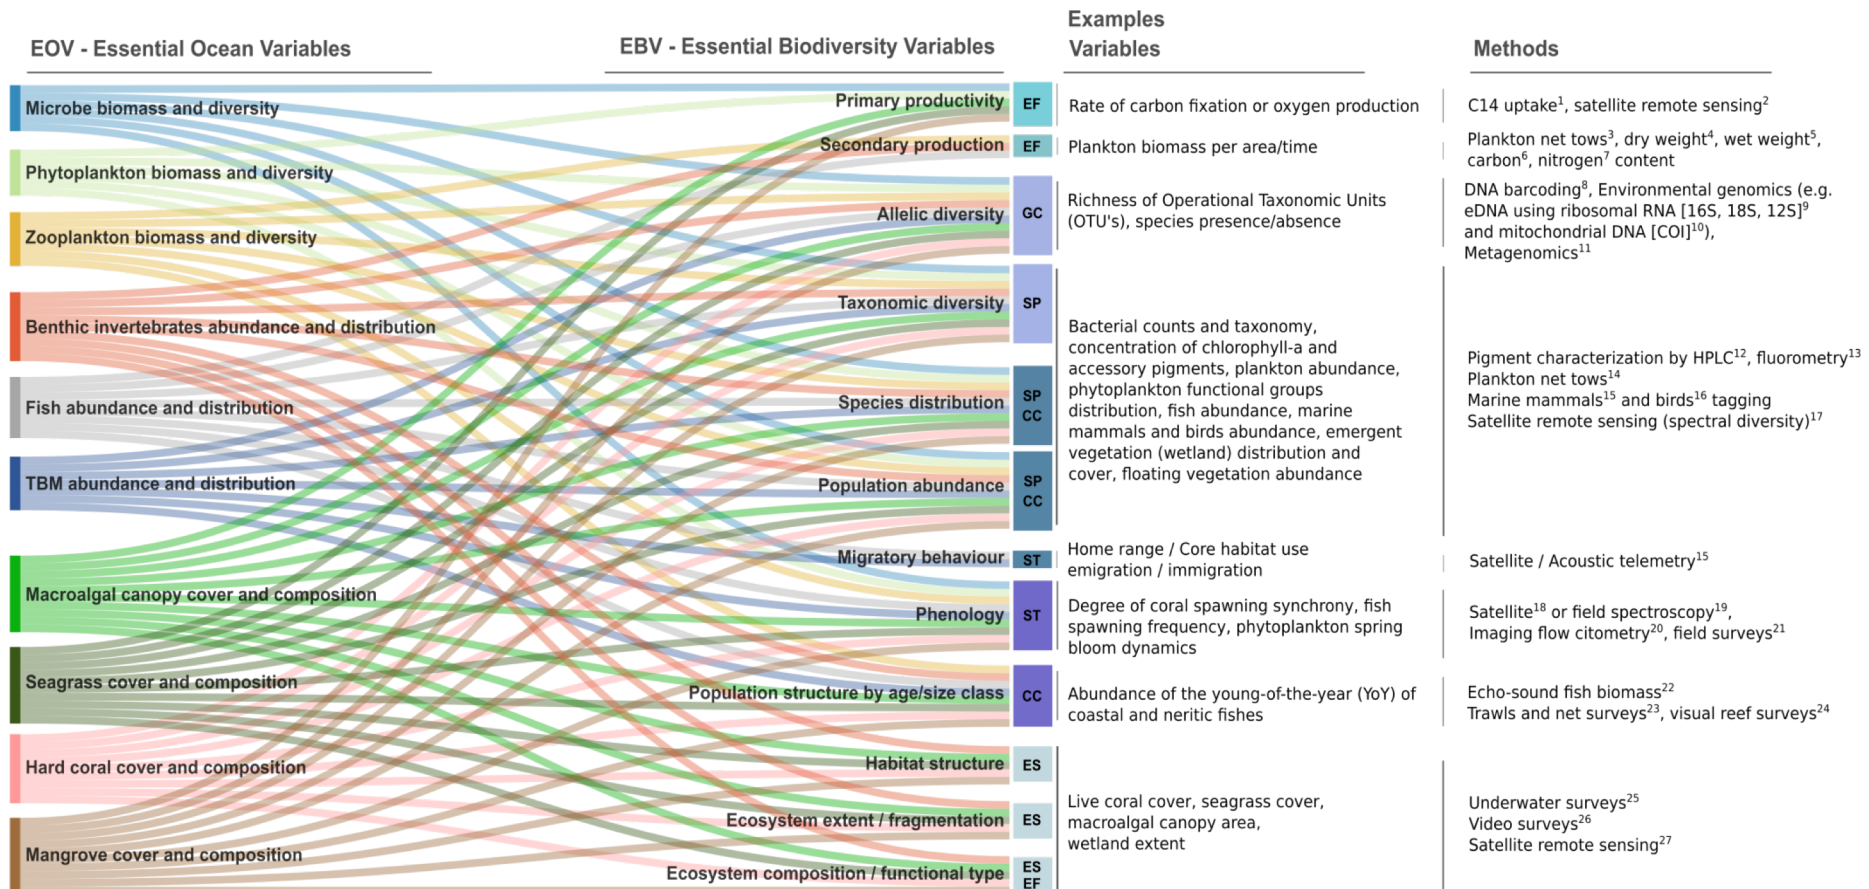 Examples
EOV - Essential Ocean Variables
EBV - Essential Biodiversity Variables
Variables
Methods
Microbe biomass and diversity
Phytoplankton biomass and diversity
Zooplankton biomass and diversity
Benthic invertebrates abundance and distribution
Fish abundance and distribution
TBM abundance and distribution
Macroalgal canopy cover and composition
Seagrass cover and composition
Hard coral cover and composition
Mangrove cover and composition
Primary productivity
EF
Rate of carbon fixation or oxygen production
C14 uptake¹, satellite remote sensing²
Secondary production
EF
Plankton biomass per area/time
Plankton net tows³, dry weight⁴, wet weight⁵,
carbon⁶, nitrogen⁷ content
Allelic diversity
GC
Richness of Operational Taxonomic Units
(OTU's), species presence/absence
DNA barcoding⁸, Environmental genomics (e.g.
eDNA using ribosomal RNA [16S, 18S, 12S]⁹
and mitochondrial DNA [COI]¹⁰),
Metagenomics¹¹
Taxonomic diversity
SP
Species distribution
SP
CC
Population abundance
SP
CC
Bacterial counts and taxonomy,
concentration of chlorophyll-a and
accessory pigments, plankton abundance,
phytoplankton functional groups
distribution, fish abundance, marine
mammals and birds abundance, emergent
vegetation (wetland) distribution and
cover, floating vegetation abundance
Pigment characterization by HPLC¹², fluorometry¹³
Plankton net tows¹⁴
Marine mammals¹⁵ and birds¹⁶ tagging
Satellite remote sensing (spectral diversity)¹⁷
Migratory behaviour
ST
Home range / Core habitat use
emigration / immigration
Satellite / Acoustic telemetry¹⁵
Phenology
ST
Degree of coral spawning synchrony, fish
spawning frequency, phytoplankton spring
bloom dynamics
Satellite¹⁸ or field spectroscopy¹⁹,
Imaging flow citometry²⁰, field surveys²¹
Population structure by age/size class
CC
Abundance of the young-of-the-year (YoY) of
coastal and neritic fishes
Echo-sound fish biomass²²
Trawls and net surveys²³, visual reef surveys²⁴
Habitat structure
ES
Ecosystem extent / fragmentation
ES
Ecosystem composition / functional type
ES
EF
Live coral cover, seagrass cover,
macroalgal canopy area,
wetland extent
Underwater surveys²⁵
Video surveys²⁶
Satellite remote sensing²⁷